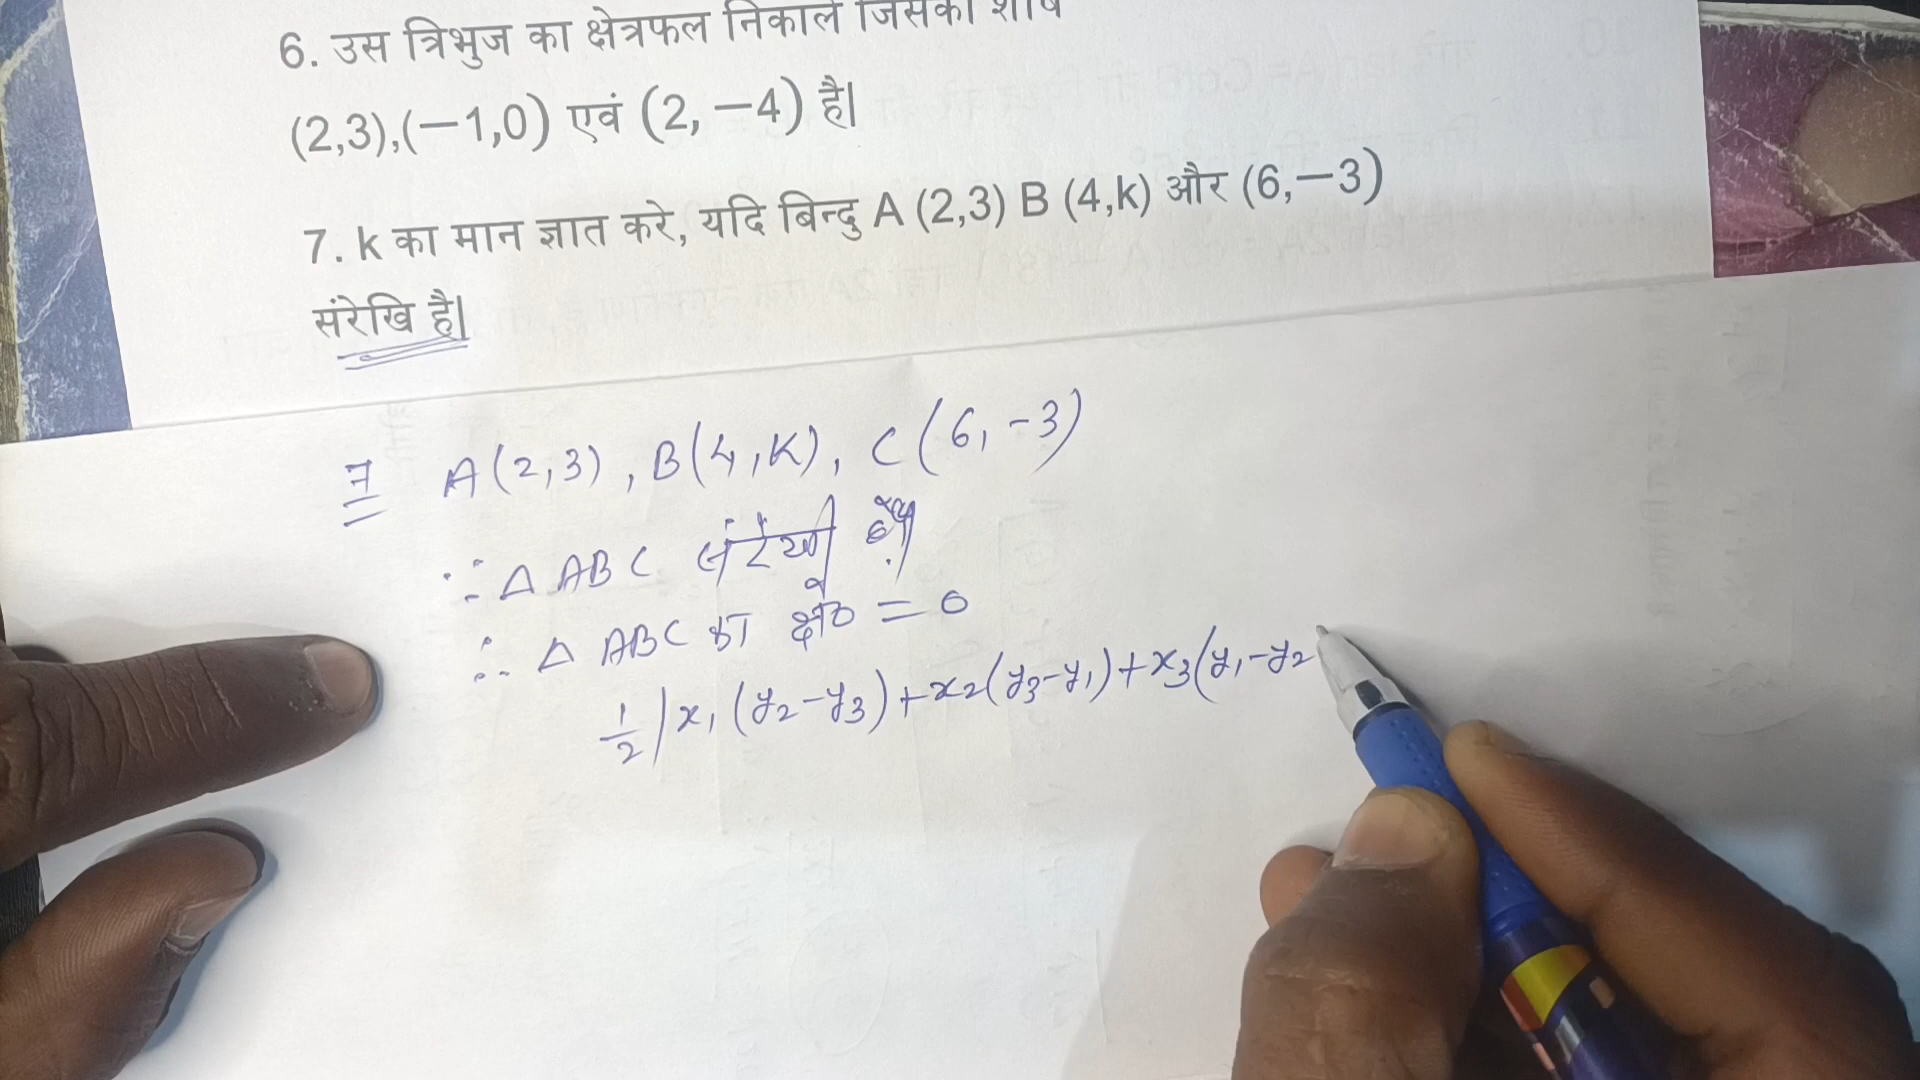 6. उस त्रिभुज का क्षेत्रफल निकाले जिसका शीर्ष
(2,3),(−1,0) एवं (2, −4) है|
7. k का मान ज्ञात करे, यदि बिन्दु A (2,3) B (4,k) और (6,−3)
संरेखि है|
7 A(2,3), B(4,K), C(6,-3)
∵ Δ ABC संरेखी है।
∴ Δ ABC का क्षे० = 0
1/2 |x₁(y₂-y₃)+x₂(y₃-y₁)+x₃(y₁-y₂